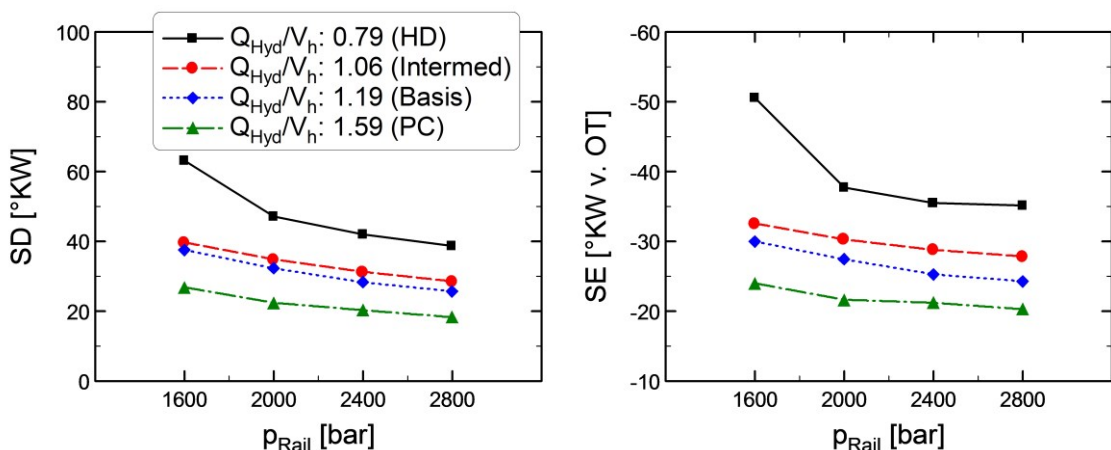 100
80
60
40
20
0
SD [°KW]
Q_Hyd/V_h: 0.79 (HD)
Q_Hyd/V_h: 1.06 (Intermed)
Q_Hyd/V_h: 1.19 (Basis)
Q_Hyd/V_h: 1.59 (PC)
1600 2000 2400 2800
p_Rail [bar]
-60
-50
-40
-30
-20
-10
SE [°KW v. OT]
1600 2000 2400 2800
p_Rail [bar]